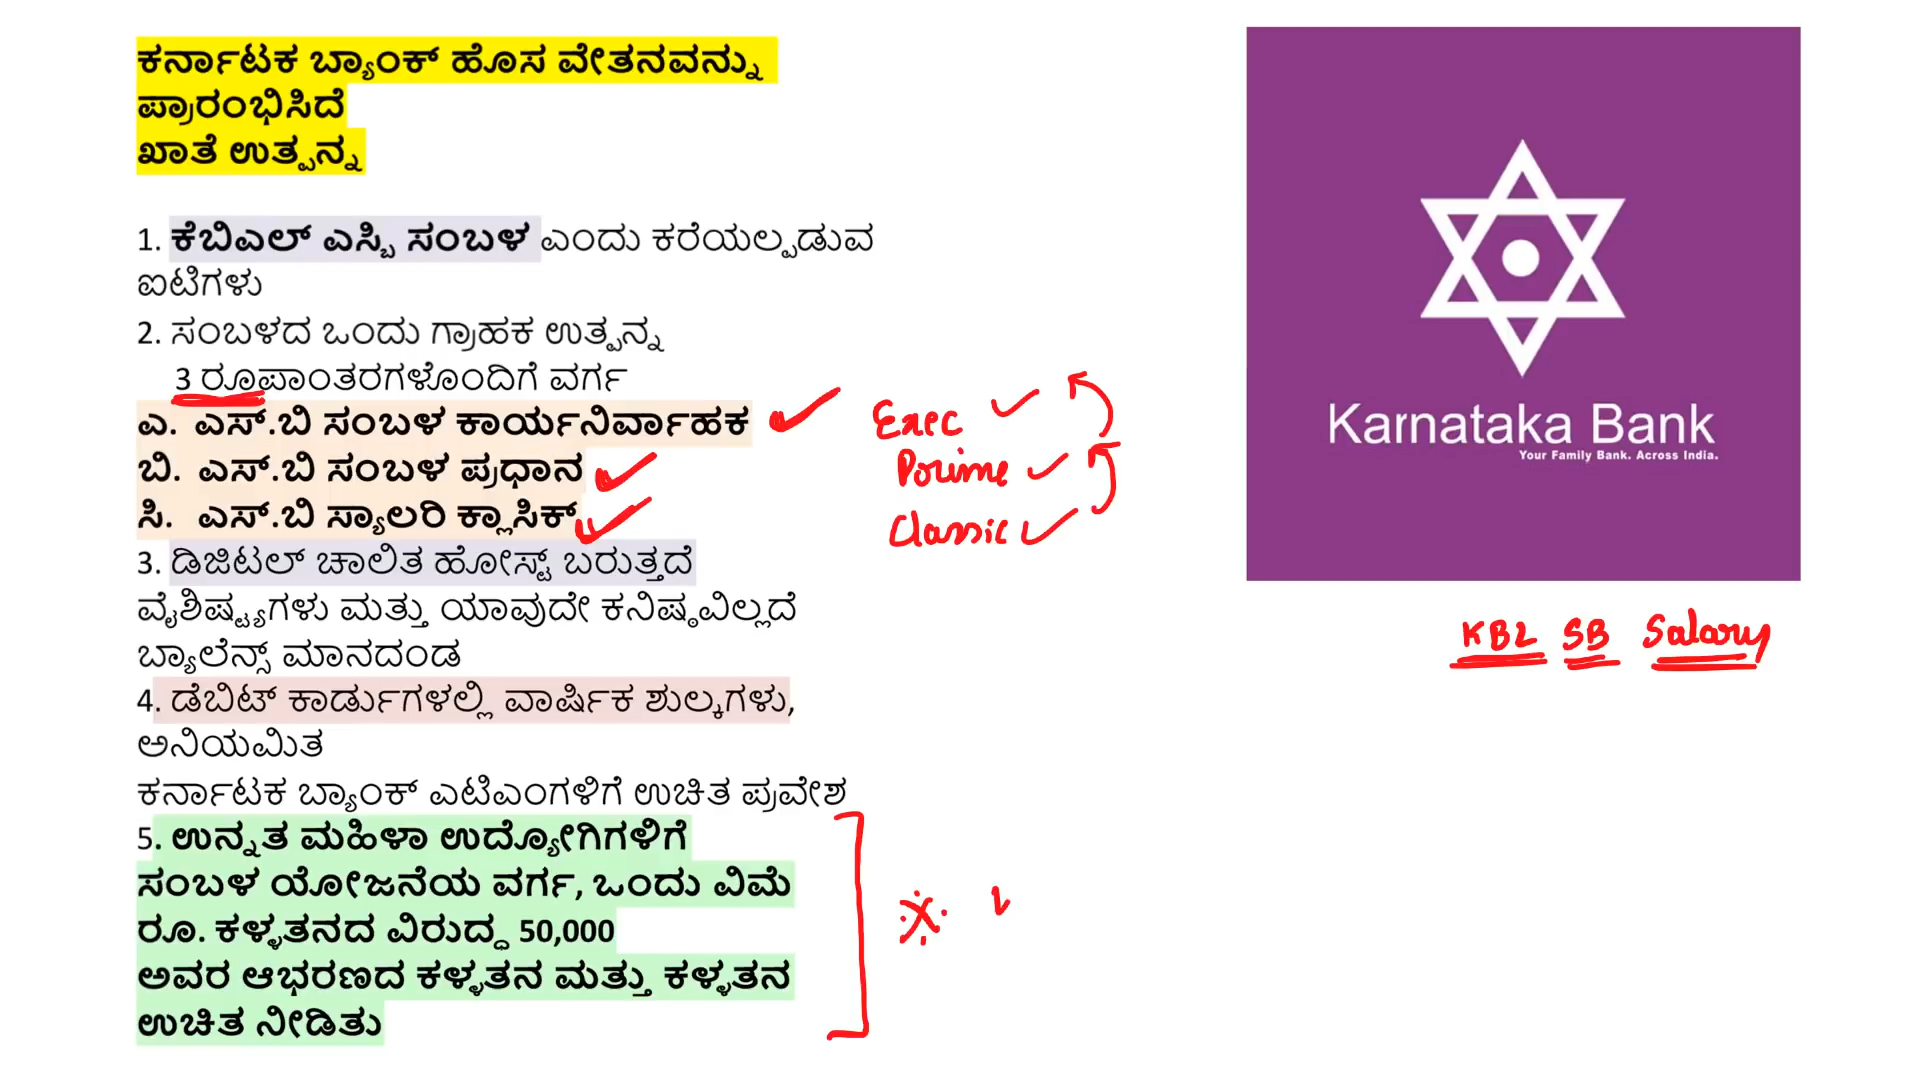 ಕರ್ನಾಟಕ ಬ್ಯಾಂಕ್ ಹೊಸ ವೇತನವನ್ನು
ಪ್ರಾರಂಭಿಸಿದೆ
ಖಾತೆ ಉತ್ಪನ್ನ
1. ಕೆಬಿಎಲ್ ಎಸ್ಬಿ ಸಂಬಳ ಎಂದು ಕರೆಯಲ್ಪಡುವ
ಐಟಿಗಳು
2. ಸಂಬಳದ ಒಂದು ಗ್ರಾಹಕ ಉತ್ಪನ್ನ
3 ರೂಪಾಂತರಗಳೊಂದಿಗೆ ವರ್ಗ
ಎ. ಎಸ್.ಬಿ ಸಂಬಳ ಕಾರ್ಯನಿರ್ವಾಹಕ
ಬಿ. ಎಸ್.ಬಿ ಸಂಬಳ ಪ್ರಧಾನ
ಸಿ. ಎಸ್.ಬಿ ಸ್ಯಾಲರಿ ಕ್ಲಾಸಿಕ್
3. ಡಿಜಿಟಲ್ ಚಾಲಿತ ಹೋಸ್ಟ್ ಬರುತ್ತದೆ
ವೈಶಿಷ್ಟ್ಯಗಳು ಮತ್ತು ಯಾವುದೇ ಕನಿಷ್ಠವಿಲ್ಲದೆ
ಬ್ಯಾಲೆನ್ಸ್ ಮಾನದಂಡ
4. ಡೆಬಿಟ್ ಕಾರ್ಡುಗಳಲ್ಲಿ ವಾರ್ಷಿಕ ಶುಲ್ಕಗಳು,
ಅನಿಯಮಿತ
ಕರ್ನಾಟಕ ಬ್ಯಾಂಕ್ ಎಟಿಎಂಗಳಿಗೆ ಉಚಿತ ಪ್ರವೇಶ
5. ಉನ್ನತ ಮಹಿಳಾ ಉದ್ಯೋಗಿಗಳಿಗೆ
ಸಂಬಳ ಯೋಜನೆಯ ವರ್ಗ, ಒಂದು ವಿಮೆ
ರೂ. ಕಳ್ಳತನದ ವಿರುದ್ಧ 50,000
ಅವರ ಆಭರಣದ ಕಳ್ಳತನ ಮತ್ತು ಕಳ್ಳತನ
ಉಚಿತ ನೀಡಿತು
Exec
Prime
Classic
Karnataka Bank
Your Family Bank. Across India.
KBL SB Salary